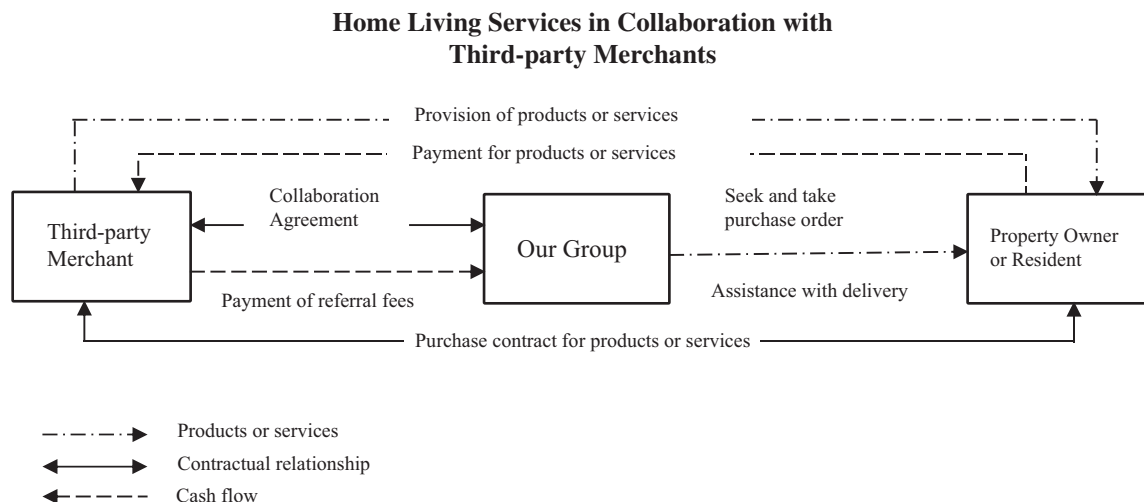 Home Living Services in Collaboration with
Third-party Merchants
Provision of products or services
Payment for products or services
Collaboration
Agreement
Seek and take
purchase order
Third-party
Merchant
Our Group
Property Owner
or Resident
Payment of referral fees
Assistance with delivery
Purchase contract for products or services
Products or services
Contractual relationship
Cash flow